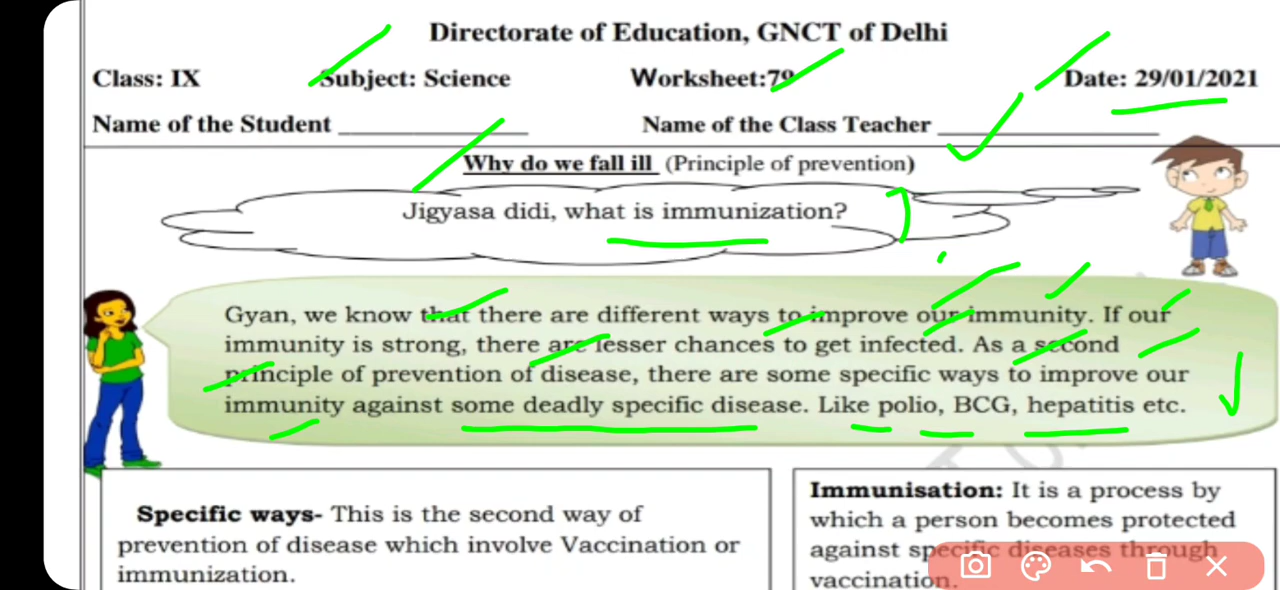 Directorate of Education, GNCT of Delhi
Class: IX Subject: Science Worksheet:79 Date: 29/01/2021
Name of the Student ____________ Name of the Class Teacher ____________
Why do we fall ill (Principle of prevention)
Jigyasa didi, what is immunization?
Gyan, we know that there are different ways to improve our immunity. If our
immunity is strong, there are lesser chances to get infected. As a second
principle of prevention of disease, there are some specific ways to improve our
immunity against some deadly specific disease. Like polio, BCG, hepatitis etc.
Specific ways- This is the second way of
prevention of disease which involve Vaccination or
immunization.
Immunisation: It is a process by
which a person becomes protected
against specific diseases through
vaccination.